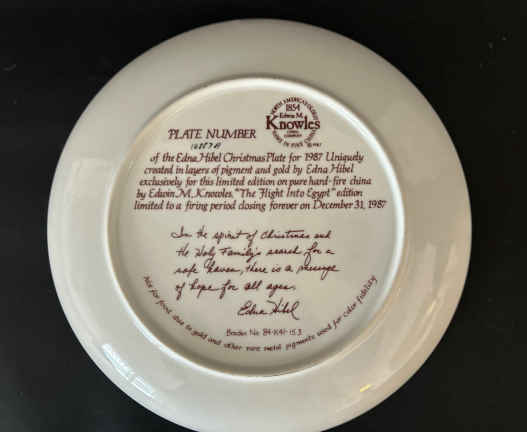 NORTH AMERICA'S OLDEST
1854
Edwin M.
Knowles
CHINA
COMPANY
PLATE NUMBER
of the Edna Hibel Christmas Plate for 1987 Uniquely
created in layers of pigment and gold by Edna Hibel
exclusively for this limited edition on pure hard-fire china
by Edwin M. Knowles. "The Flight Into Egypt" edition
limited to a firing period closing forever on December 31, 1987
In the spirit of Christmas and
the Holy Family's search for a
safe haven, there is a message
of hope for all ages.
Edna Hibel
Bradex No. 84-K41-15.3
Not for food, due to gold and other rare metal pigments used for color fidelity